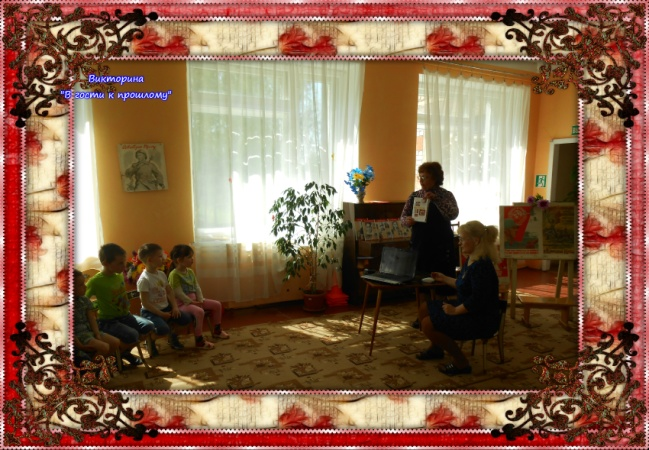 Викторина
"В гости к прошлому"